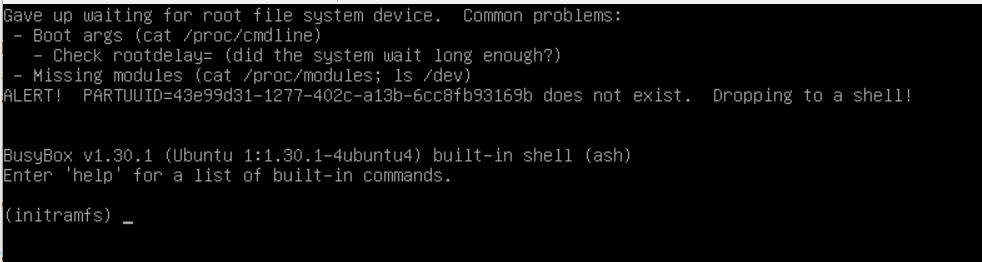 Gave up waiting for root file system device.  Common problems:
 - Boot args (cat /proc/cmdline)
   - Check rootdelay= (did the system wait long enough?)
 - Missing modules (cat /proc/modules; ls /dev)
ALERT!  PARTUUID=43e99d31-1277-402c-a13b-6cc8fb93169b does not exist.  Dropping to a shell!
BusyBox v1.30.1 (Ubuntu 1:1.30.1-4ubuntu4) built-in shell (ash)
Enter 'help' for a list of built-in commands.
(initramfs) _